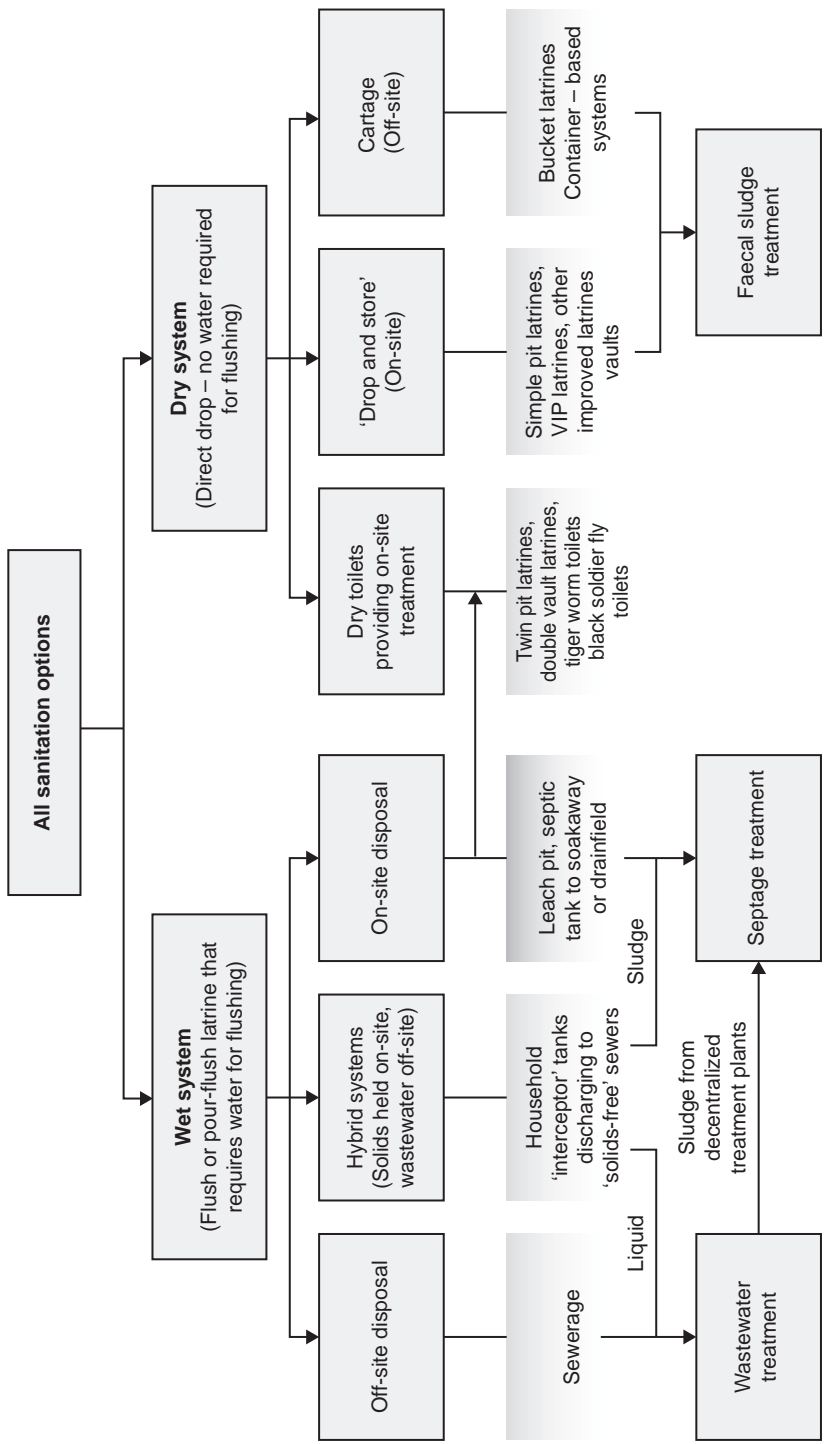 All sanitation options
Wet system
(Flush or pour-flush latrine that
requires water for flushing)
Dry system
(Direct drop – no water required
for flushing)
Off-site disposal
Hybrid systems
(Solids held on-site,
wastewater off-site)
On-site disposal
Dry toilets
providing on-site
treatment
‘Drop and store’
(On-site)
Cartage
(Off-site)
Sewerage
Household
‘interceptor’ tanks
discharging to
‘solids-free’ sewers
Leach pit, septic
tank to soakaway
or drainfield
Twin pit latrines,
double vault latrines,
tiger worm toilets
black soldier fly
toilets
Simple pit latrines,
VIP latrines, other
improved latrines
vaults
Bucket latrines
Container – based
systems
Liquid
Sludge
Wastewater
treatment
Sludge from
decentralized
treatment plants
Septage treatment
Faecal sludge
treatment